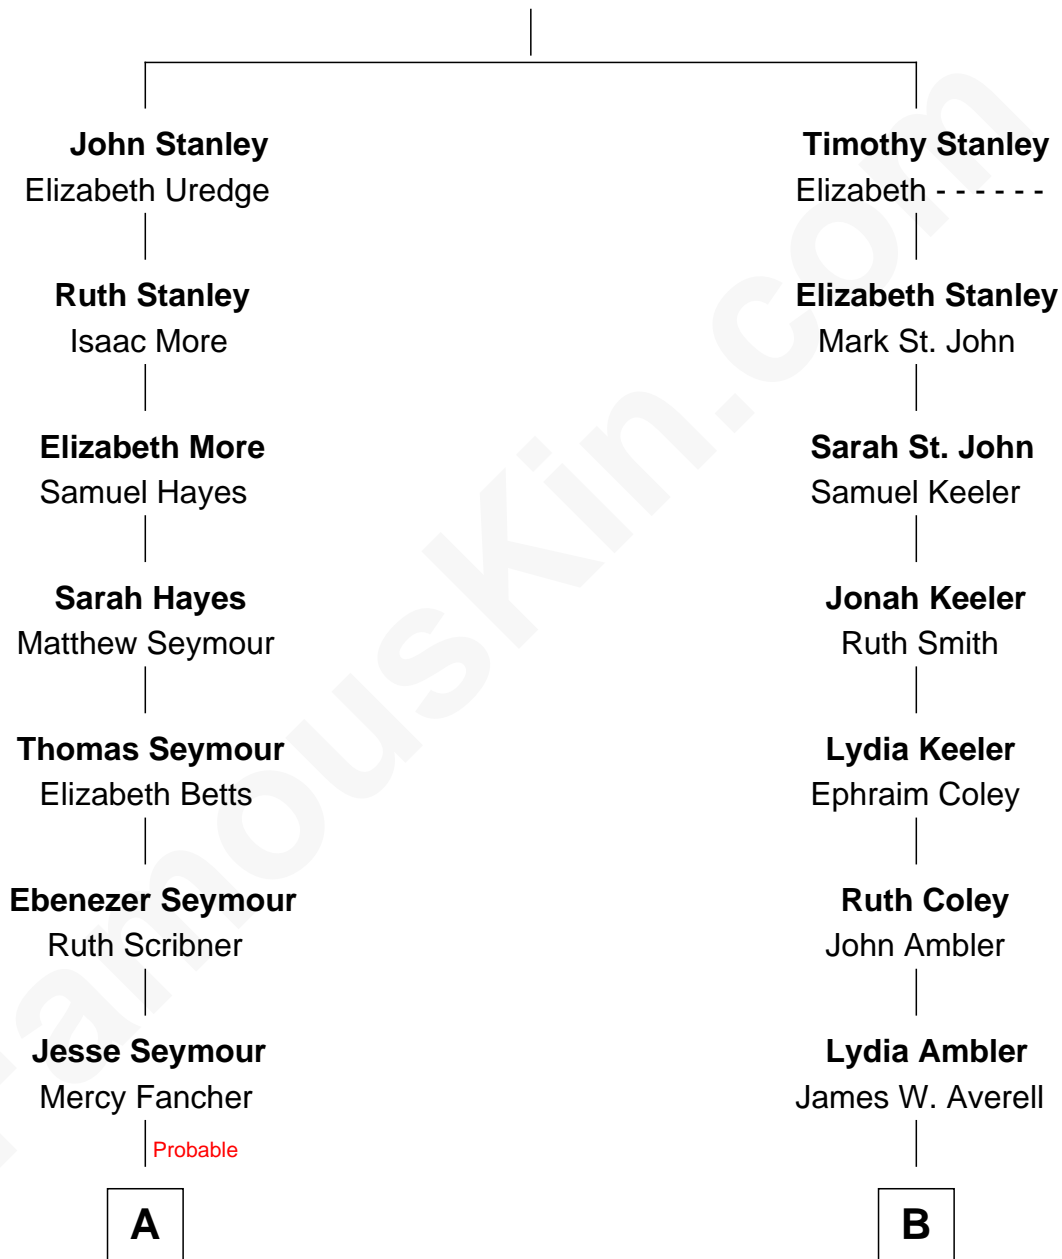 John Stanley
Elizabeth Uredge
Ruth Stanley
Isaac More
Elizabeth More
Samuel Hayes
Sarah Hayes
Matthew Seymour
Thomas Seymour
Elizabeth Betts
Ebenezer Seymour
Ruth Scribner
Jesse Seymour
Mercy Fancher
Probable
A
Timothy Stanley
Elizabeth - - - - - -
Elizabeth Stanley
Mark St. John
Sarah St. John
Samuel Keeler
Jonah Keeler
Ruth Smith
Lydia Keeler
Ephraim Coley
Ruth Coley
John Ambler
Lydia Ambler
James W. Averell
B
FamousKin.com